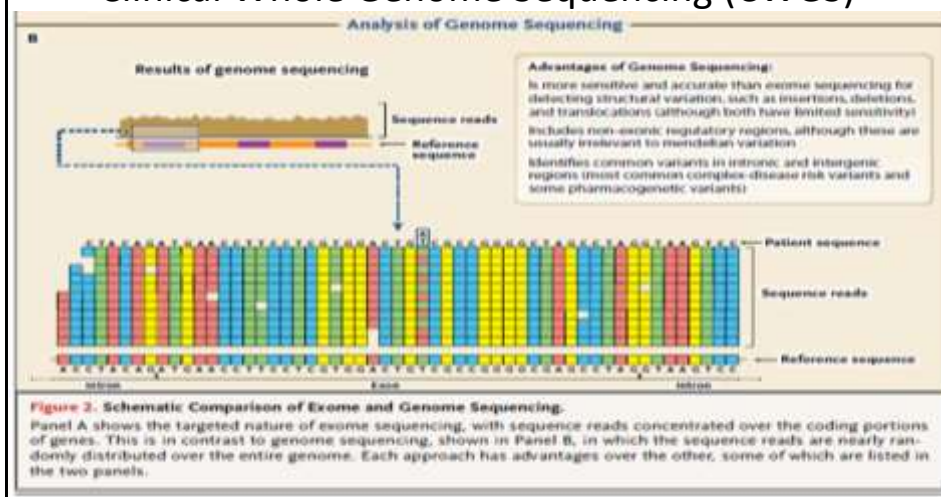 Clinical Whole Genome Sequencing (CWGS)
Analysis of Genome Sequencing
B
Results of genome sequencing
Sequence reads
Reference
sequence
Advantages of Genome Sequencing:
Is more sensitive and accurate than exome sequencing for
detecting structural variation, such as insertions, deletions,
and translocations (although both have limited sensitivity)
Includes non-exonic regulatory regions, although these are
usually irrelevant to mendelian variation
Identifies common variants in intronic and intergenic
regions (most common complex-disease risk variants and
some pharmacogenetic variants)
Patient sequence
Sequence reads
Reference sequence
Intron
Exon
Intron
Figure 2. Schematic Comparison of Exome and Genome Sequencing.
Panel A shows the targeted nature of exome sequencing, with sequence reads concentrated over the coding portions
of genes. This is in contrast to genome sequencing, shown in Panel B, in which the sequence reads are nearly ran-
domly distributed over the entire genome. Each approach has advantages over the other, some of which are listed in
the two panels.